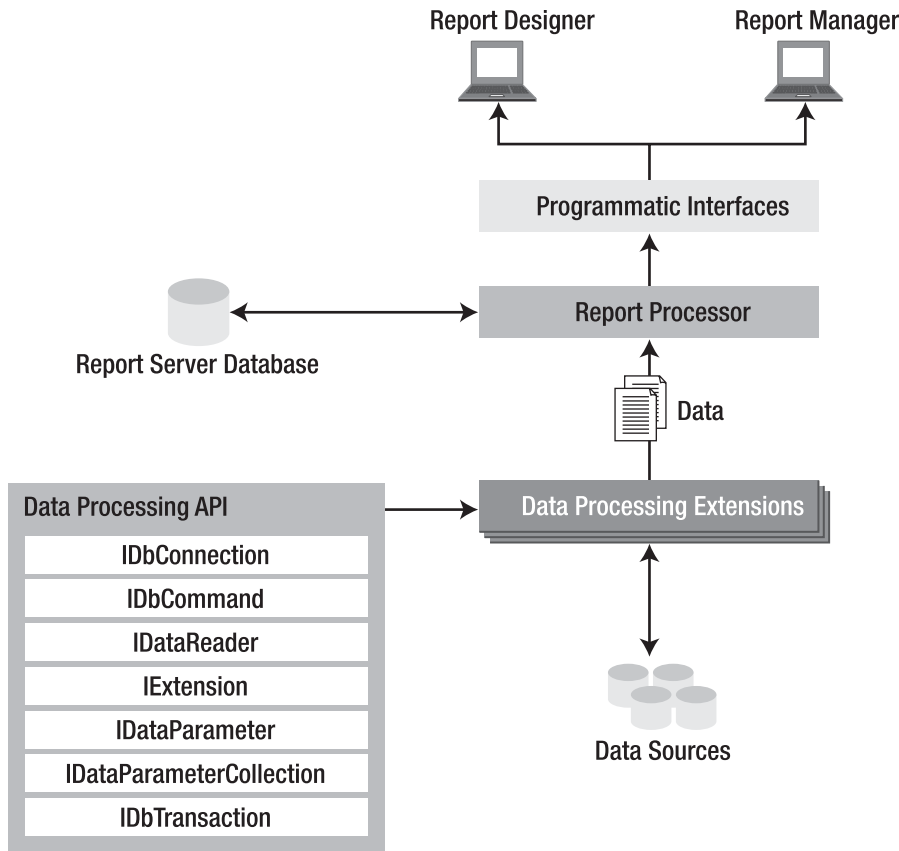 Report Designer
Report Manager
Programmatic Interfaces
Report Processor
Report Server Database
Data
Data Processing API
Data Processing Extensions
IDbConnection
IDbCommand
IDataReader
IExtension
IDataParameter
IDataParameterCollection
IDbTransaction
Data Sources